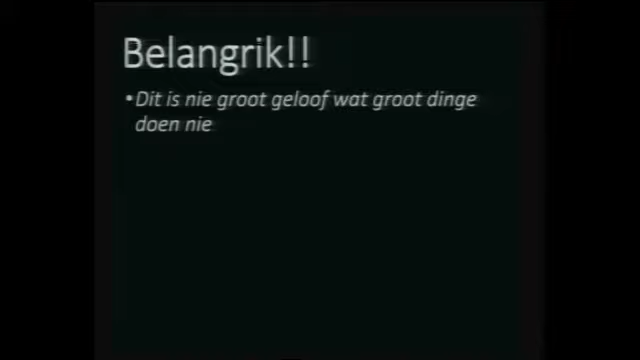 Belangrik!!
•Dit is nie groot geloof wat groot dinge
doen nie